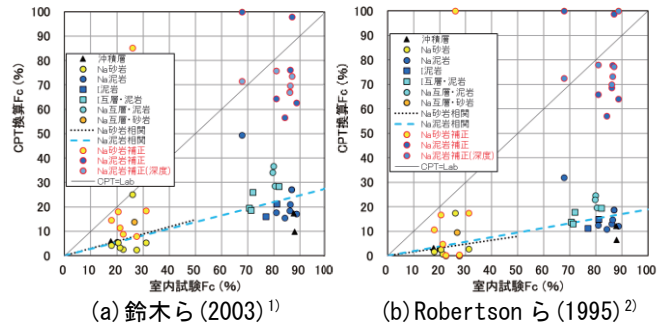 (a)
CPT換算Fc (%)
100
90
80
70
60
50
40
30
20
10
0
沖積層
Na砂岩
Na泥岩
I泥岩
I互層・泥岩
Na互層・泥岩
Na互層・砂岩
Na砂岩相関
Na泥岩相関
Na砂岩補正
Na泥岩補正
Na泥岩補正(深度)
CPT=Lab
0 10 20 30 40 50 60 70 80 90 100
室内試験Fc (%)
(a) 鈴木ら(2003)1)
(b)
CPT換算Fc (%)
100
90
80
70
60
50
40
30
20
10
0
沖積層
Na砂岩
Na泥岩
I泥岩
I互層・泥岩
Na互層・泥岩
Na互層・砂岩
Na砂岩相関
Na泥岩相関
Na砂岩補正
Na泥岩補正
Na泥岩補正(深度)
CPT=Lab
0 10 20 30 40 50 60 70 80 90 100
室内試験Fc (%)
(b) Robertsonら(1995)2)